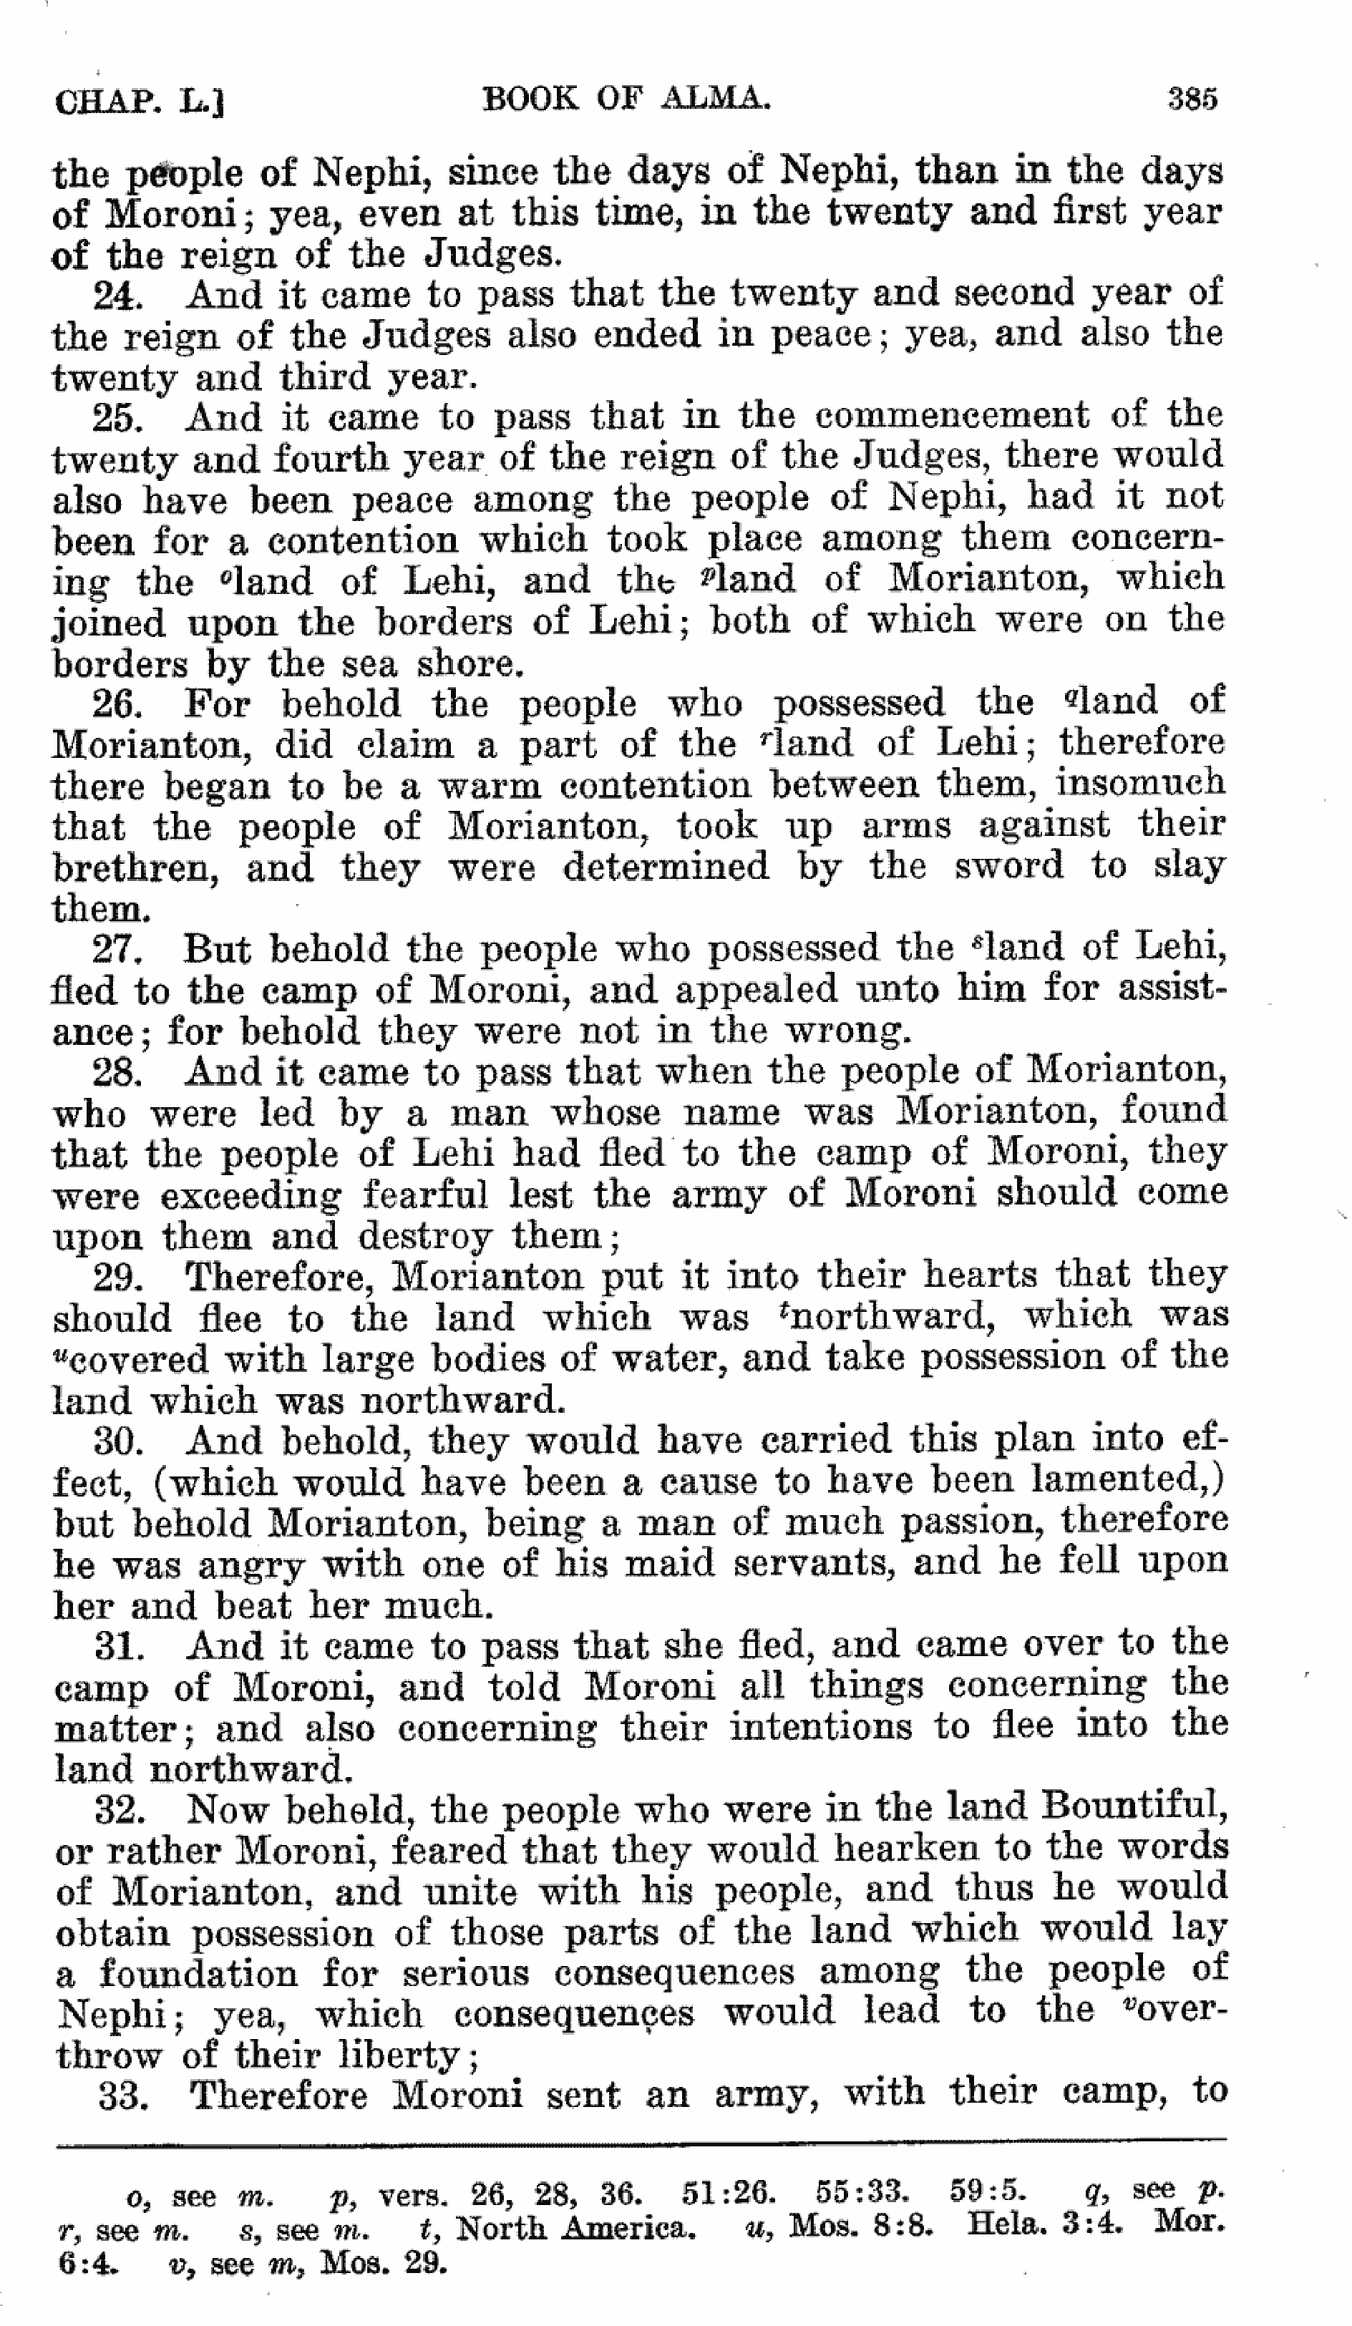 CHAP. L.] BOOK OF ALMA. 385
the people of Nephi, since the days of Nephi, than in the days
of Moroni; yea, even at this time, in the twenty and first year
of the reign of the Judges.
24. And it came to pass that the twenty and second year of
the reign of the Judges also ended in peace; yea, and also the
twenty and third year.
25. And it came to pass that in the commencement of the
twenty and fourth year of the reign of the Judges, there would
also have been peace among the people of Nephi, had it not
been for a contention which took place among them concern-
ing the ᵒland of Lehi, and the ᵖland of Morianton, which
joined upon the borders of Lehi; both of which were on the
borders by the sea shore.
26. For behold the people who possessed the qland of
Morianton, did claim a part of the ʳland of Lehi; therefore
there began to be a warm contention between them, insomuch
that the people of Morianton, took up arms against their
brethren, and they were determined by the sword to slay
them.
27. But behold the people who possessed the ˢland of Lehi,
fled to the camp of Moroni, and appealed unto him for assist-
ance; for behold they were not in the wrong.
28. And it came to pass that when the people of Morianton,
who were led by a man whose name was Morianton, found
that the people of Lehi had fled to the camp of Moroni, they
were exceeding fearful lest the army of Moroni should come
upon them and destroy them;
29. Therefore, Morianton put it into their hearts that they
should flee to the land which was ᵗnorthward, which was
ᵘcovered with large bodies of water, and take possession of the
land which was northward.
30. And behold, they would have carried this plan into ef-
fect, (which would have been a cause to have been lamented,)
but behold Morianton, being a man of much passion, therefore
he was angry with one of his maid servants, and he fell upon
her and beat her much.
31. And it came to pass that she fled, and came over to the
camp of Moroni, and told Moroni all things concerning the
matter; and also concerning their intentions to flee into the
land northward.
32. Now behold, the people who were in the land Bountiful,
or rather Moroni, feared that they would hearken to the words
of Morianton, and unite with his people, and thus he would
obtain possession of those parts of the land which would lay
a foundation for serious consequences among the people of
Nephi; yea, which consequences would lead to the ᵛover-
throw of their liberty;
33. Therefore Moroni sent an army, with their camp, to
o, see m. p, vers. 26, 28, 36. 51:26. 55:33. 59:5. q, see p.
r, see m. s, see m. t, North America. u, Mos. 8:8. Hela. 3:4. Mor.
6:4. v, see m, Mos. 29.